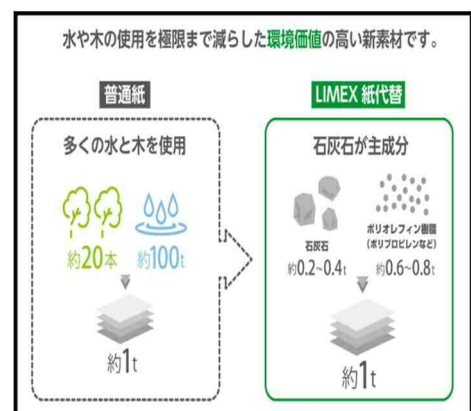 水や木の使用を極限まで減らした環境価値の高い新素材です。
普通紙
多くの水と木を使用
約20本
約100t
約1t
LIMEX 紙代替
石灰石が主成分
石灰石
約0.2~0.4t
ポリオレフィン樹脂
(ポリプロピレンなど)
約0.6~0.8t
約1t